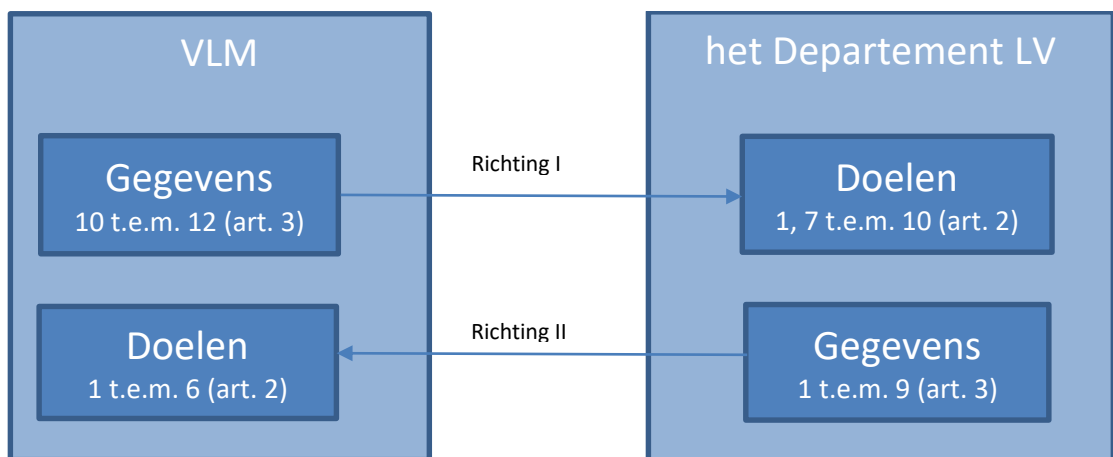 VLM
het Departement LV
Gegevens
10 t.e.m. 12 (art. 3)
Richting I
Doelen
1, 7 t.e.m. 10 (art. 2)
Doelen
1 t.e.m. 6 (art. 2)
Richting II
Gegevens
1 t.e.m. 9 (art. 3)